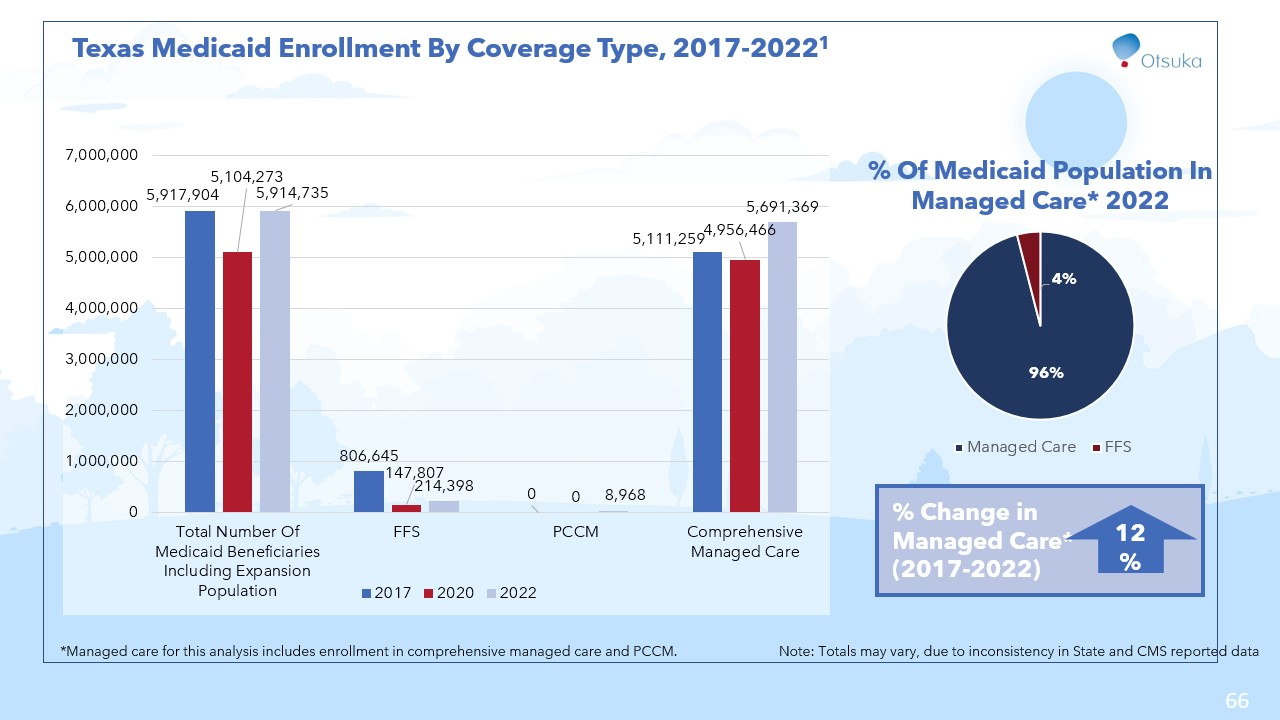 Texas Medicaid Enrollment By Coverage Type, 2017-2022¹
Otsuka
7,000,000
6,000,000
5,000,000
4,000,000
3,000,000
2,000,000
1,000,000
0
5,917,904
5,104,273
5,914,735
806,645
147,807
214,398
0
0
8,968
5,111,259
4,956,466
5,691,369
Total Number Of
Medicaid Beneficiaries
Including Expansion
Population
FFS
PCCM
Comprehensive
Managed Care
2017 2020 2022
% Of Medicaid Population In
Managed Care* 2022
4%
96%
Managed Care FFS
% Change in
Managed Care*
(2017-2022)
12
%
*Managed care for this analysis includes enrollment in comprehensive managed care and PCCM.
Note: Totals may vary, due to inconsistency in State and CMS reported data
66